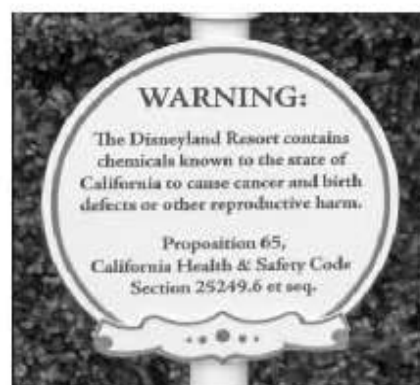 WARNING:
The Disneyland Resort contains
chemicals known to the state of
California to cause cancer and birth
defects or other reproductive harm.
Proposition 65,
California Health & Safety Code
Section 25249.6 et seq.